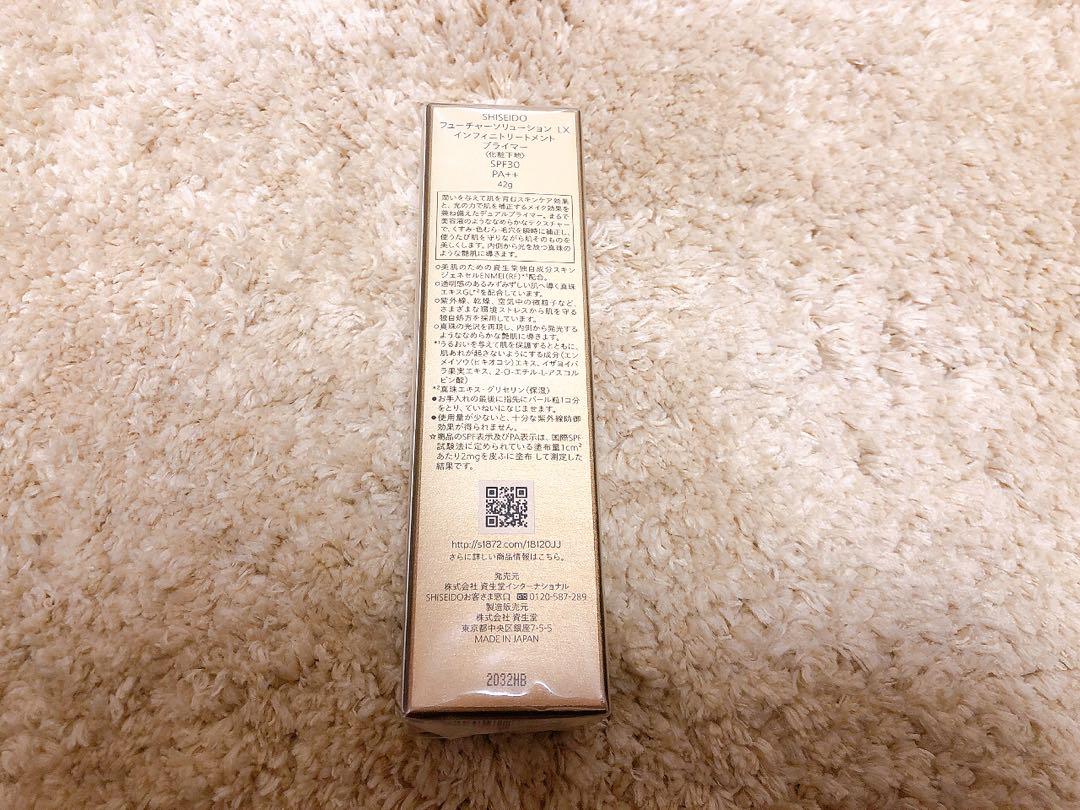 SHISEIDO
フューチャーソリューション LX
インフィニトリートメント
プライマー
〈化粧下地〉
SPF30
PA++
42g
潤いを与えて肌を育むスキンケア効果
と、光の力で肌を補正するメイク効果を
兼ね備えたデュアルプライマー。まるで
美容液のようななめらかなテクスチャー
で、くすみ・色むら・毛穴を瞬時に補正し、
使うたび肌を守りながら肌そのものを
美しくします。内側から光を放つ真珠
のような艶肌に導きます。
○美肌のための資生堂独自成分スキン
ジェネセルENMEI(RF)*¹配合。
○透明感のあるみずみずしい肌へ導く真珠
エキスGL*²を配合しています。
○紫外線、乾燥、空気中の微粒子など、
さまざまな環境ストレスから肌を守る
独自処方を採用しています。
○真珠の光沢を再現し、内側から発光する
ようななめらかな艶肌に導きます。
*¹うるおいを与えて肌を保護するとともに、
肌あれが起きないようにする成分(エン
メイソウ(ヒキオコシ)エキス、イザヨイバ
ラ果実エキス、2-O-エチル-L-アスコル
ビン酸)
*²真珠エキス・グリセリン(保湿)
●お手入れの最後に指先にパール粒1コ分
をとり、ていねいになじませます。
●使用量が少ないと、十分な紫外線防御
効果が得られません。
☆商品のSPF表示及びPA表示は、国際SPF
試験法に定められている塗布量1cm²
あたり2mgを皮ふに塗布して測定した
結果です。
http://s1872.com/18120JJ
さらに詳しい商品情報はこちら。
発売元
株式会社 資生堂インターナショナル
SHISEIDOお客さま窓口 0120-587-289
製造販売元
株式会社 資生堂
東京都中央区銀座7-5-5
MADE IN JAPAN
2032HB